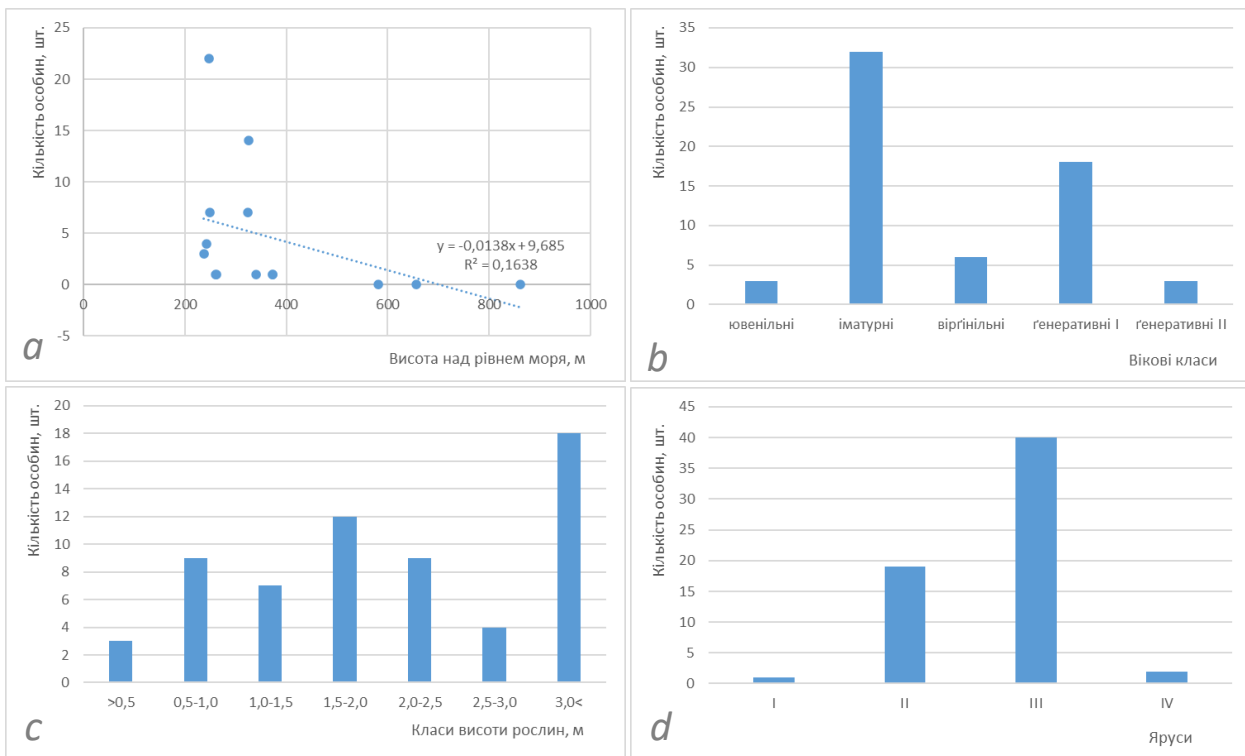 Кількість особин, шт.
25
20
15
10
5
0
-5
0
200
400
600
800
1000
y = -0,0138x + 9,685
R² = 0,1638
Висота над рівнем моря, м
a
Кількість особин, шт.
35
30
25
20
15
10
5
0
ювенільні
іматурні
вірґінільні
ґенеративні I
ґенеративні II
Вікові класи
b
Кількість особин, шт.
20
18
16
14
12
10
8
6
4
2
0
>0,5
0,5-1,0
1,0-1,5
1,5-2,0
2,0-2,5
2,5-3,0
3,0<
Класи висоти рослин, м
c
Кількість особин, шт.
45
40
35
30
25
20
15
10
5
0
I
II
III
IV
Яруси
d